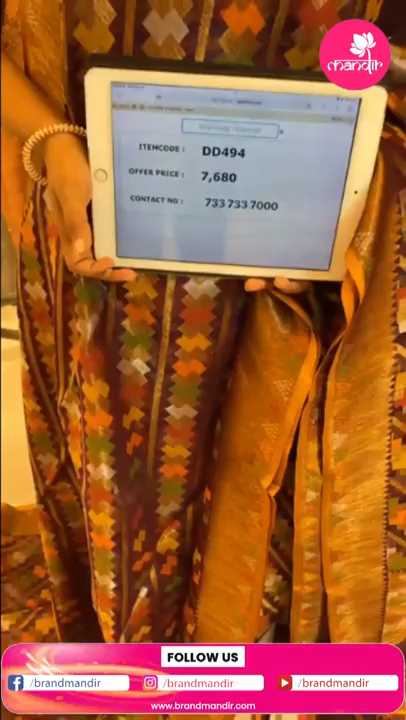 mandir
ITEMCODE : DD494
OFFER PRICE : 7,680
CONTACT NO : 733 733 7000
FOLLOW US
/brandmandir /brandmandir /brandmandir
www.brandmandir.com